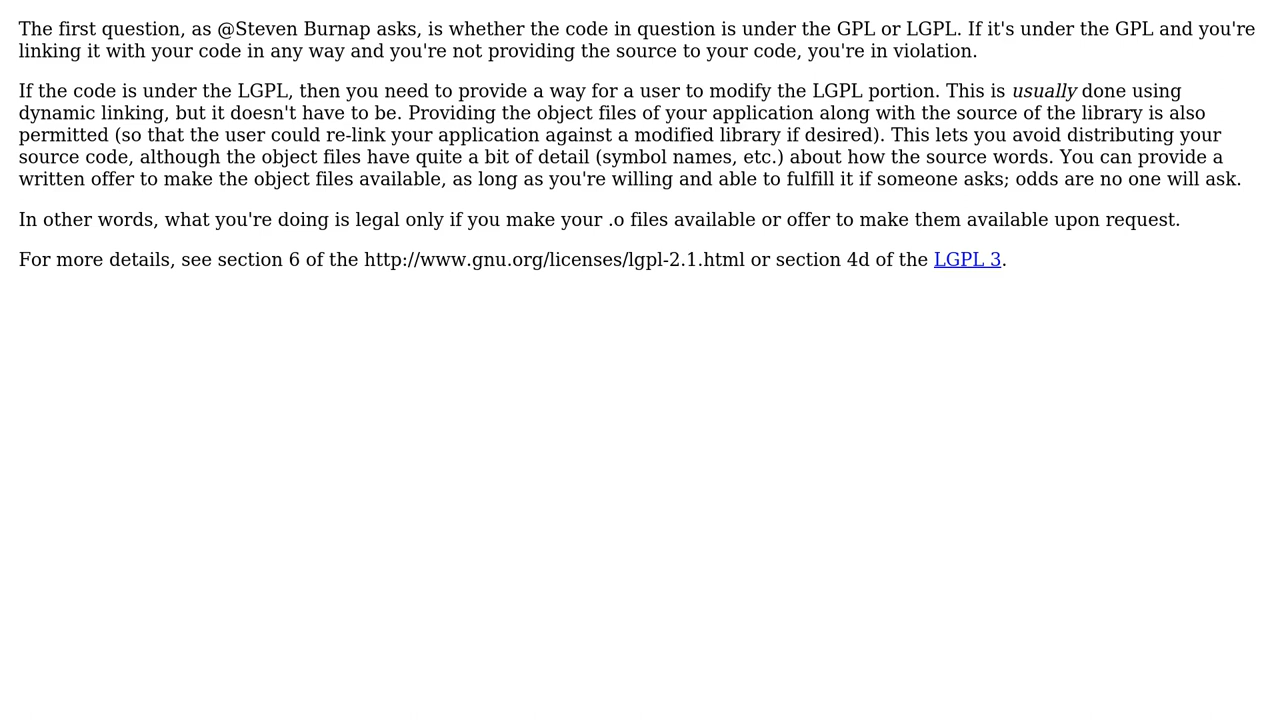 The first question, as @Steven Burnap asks, is whether the code in question is under the GPL or LGPL. If it's under the GPL and you're
linking it with your code in any way and you're not providing the source to your code, you're in violation.
If the code is under the LGPL, then you need to provide a way for a user to modify the LGPL portion. This is usually done using
dynamic linking, but it doesn't have to be. Providing the object files of your application along with the source of the library is also
permitted (so that the user could re-link your application against a modified library if desired). This lets you avoid distributing your
source code, although the object files have quite a bit of detail (symbol names, etc.) about how the source words. You can provide a
written offer to make the object files available, as long as you're willing and able to fulfill it if someone asks; odds are no one will ask.
In other words, what you're doing is legal only if you make your .o files available or offer to make them available upon request.
For more details, see section 6 of the http://www.gnu.org/licenses/lgpl-2.1.html or section 4d of the LGPL 3.